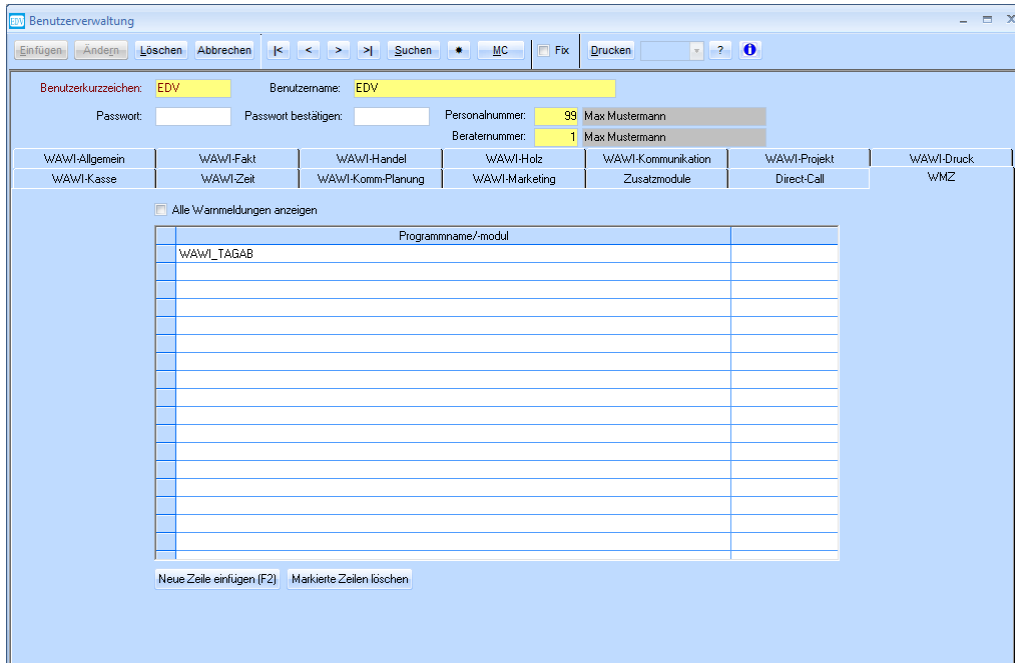 EDV Benutzerverwaltung
Einfügen Ändern Löschen Abbrechen |< < > >| Suchen * MC Fix Drucken ? i
Benutzerkurzzeichen: EDV Benutzername: EDV
Passwort: Passwort bestätigen: Personalnummer: 99 Max Mustermann
Beraternummer: 1 Max Mustermann
WAWI-Allgemein WAWI-Fakt WAWI-Handel WAWI-Holz WAWI-Kommunikation WAWI-Projekt WAWI-Druck
WAWI-Kasse WAWI-Zeit WAWI-Komm-Planung WAWI-Marketing Zusatzmodule Direct-Call WMZ
Alle Warnmeldungen anzeigen
Programmname/-modul
WAWI_TAGAB
Neue Zeile einfügen (F2) Markierte Zeilen löschen